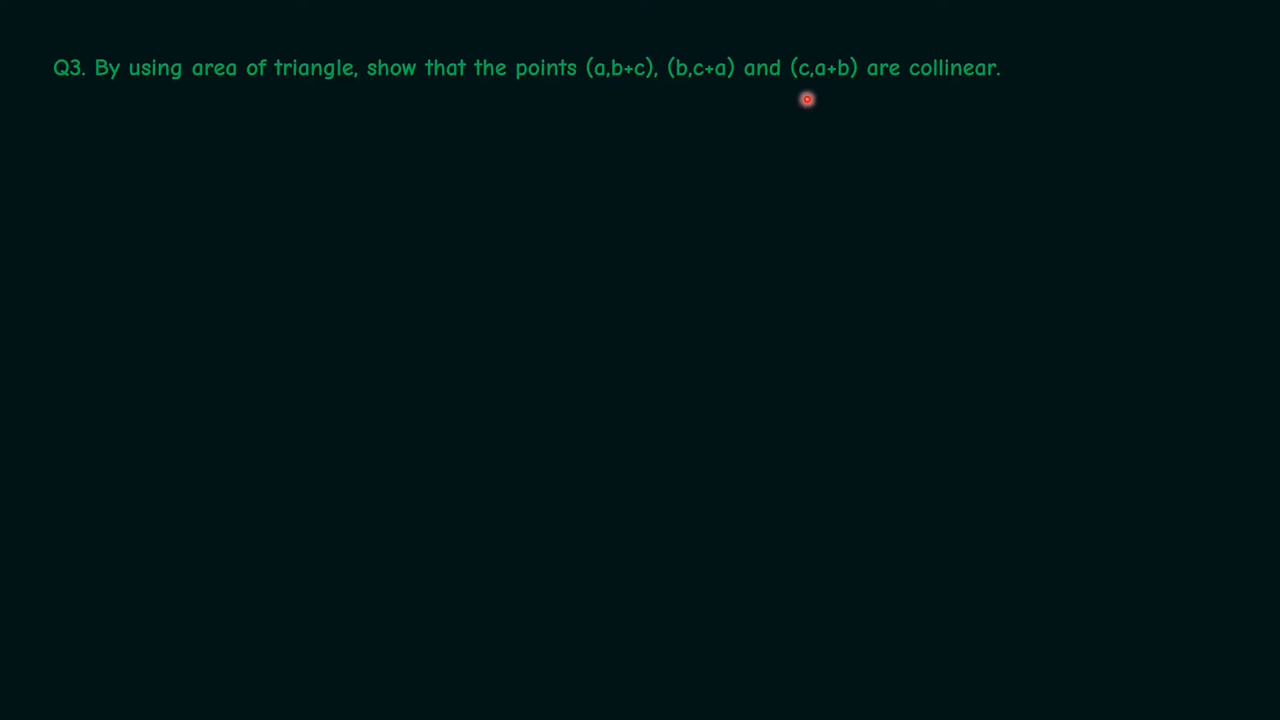 Q3. By using area of triangle, show that the points (a,b+c), (b,c+a) and (c,a+b) are collinear.